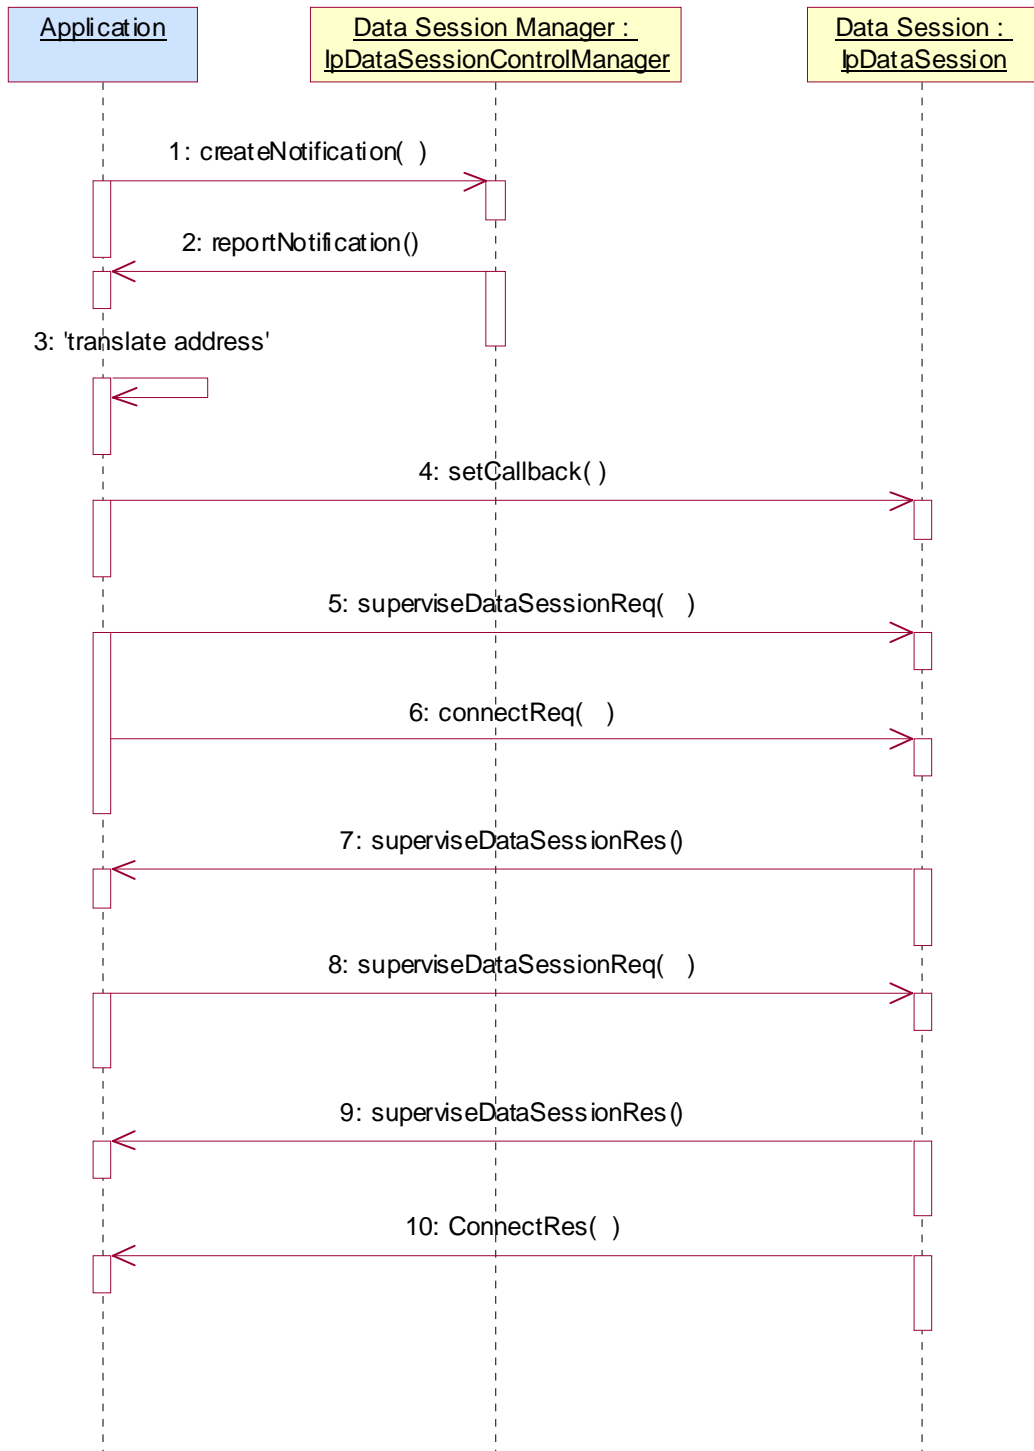 Application
Data Session Manager :
IpDataSessionControlManager
Data Session :
IpDataSession
1: createNotification(  )
2: reportNotification()
3: 'translate address'
4: setCallback( )
5: superviseDataSessionReq(   )
6: connectReq(   )
7: superviseDataSessionRes()
8: superviseDataSessionReq(   )
9: superviseDataSessionRes()
10: ConnectRes(  )